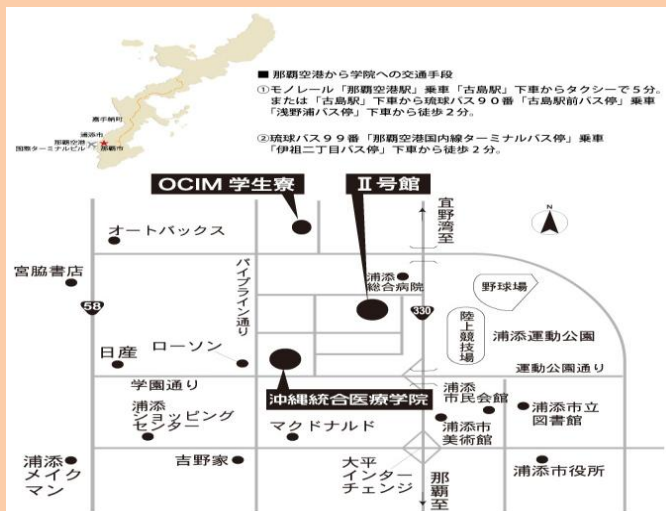 ■ 那覇空港から学院への交通手段
①モノレール「那覇空港駅」乗車「古島駅」下車からタクシーで5分。
または「古島駅」下車から琉球バス90番「古島駅前バス停」乗車
「浅野浦バス停」下車から徒歩2分。
②琉球バス99番「那覇空港国内線ターミナルバス停」乗車
「伊祖二丁目バス停」下車から徒歩2分。
嘉手納町
浦添市
那覇空港
国際ターミナルビル
那覇市
OCIM 学生寮
Ⅱ号館
宜野湾至
N
オートバックス
宮脇書店
パイプライン通り
浦添
総合病院
野球場
58
330
陸上競技場
浦添運動公園
日産
ローソン
運動公園通り
学園通り
沖縄統合医療学院
浦添
市民会館
浦添
ショッピング
センター
マクドナルド
浦添市
美術館
浦添市立
図書館
浦添
メイク
マン
吉野家
大平
インター
チェンジ
那覇至
浦添市役所